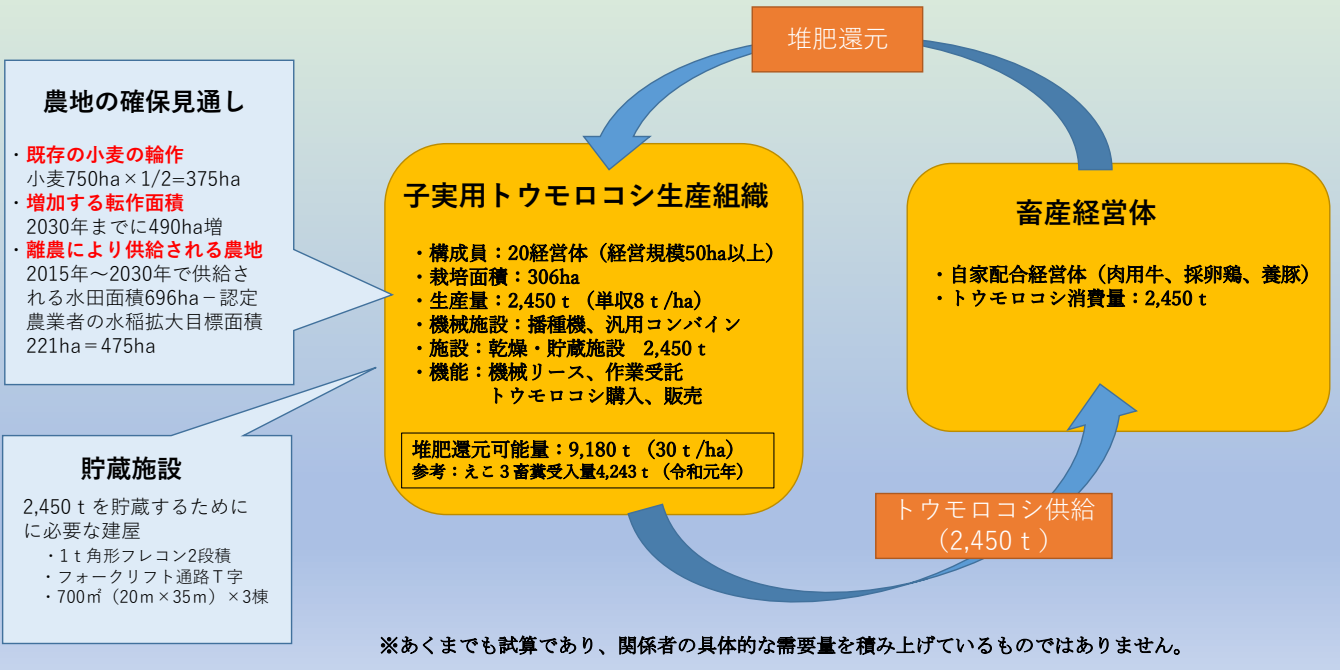 堆肥還元
農地の確保見通し
・既存の小麦の輪作
小麦750ha×1/2=375ha
・増加する転作面積
2030年までに490ha増
・離農により供給される農地
2015年～2030年で供給さ
れる水田面積696ha－認定
農業者の水稲拡大目標面積
221ha＝475ha
子実用トウモロコシ生産組織
・構成員：20経営体（経営規模50ha以上）
・栽培面積：306ha
・生産量：2,450ｔ（単収8ｔ/ha）
・機械施設：播種機、汎用コンバイン
・施設：乾燥・貯蔵施設　2,450ｔ
・機能：機械リース、作業受託
トウモロコシ購入、販売
堆肥還元可能量：9,180ｔ（30ｔ/ha）
参考：えこ３畜糞受入量4,243ｔ（令和元年）
畜産経営体
・自家配合経営体（肉用牛、採卵鶏、養豚）
・トウモロコシ消費量：2,450ｔ
貯蔵施設
2,450ｔを貯蔵するために
に必要な建屋
・1ｔ角形フレコン2段積
・フォークリフト通路Ｔ字
・700㎡（20ｍ×35ｍ）×3棟
トウモロコシ供給
（2,450ｔ）
※あくまでも試算であり、関係者の具体的な需要量を積み上げているものではありません。